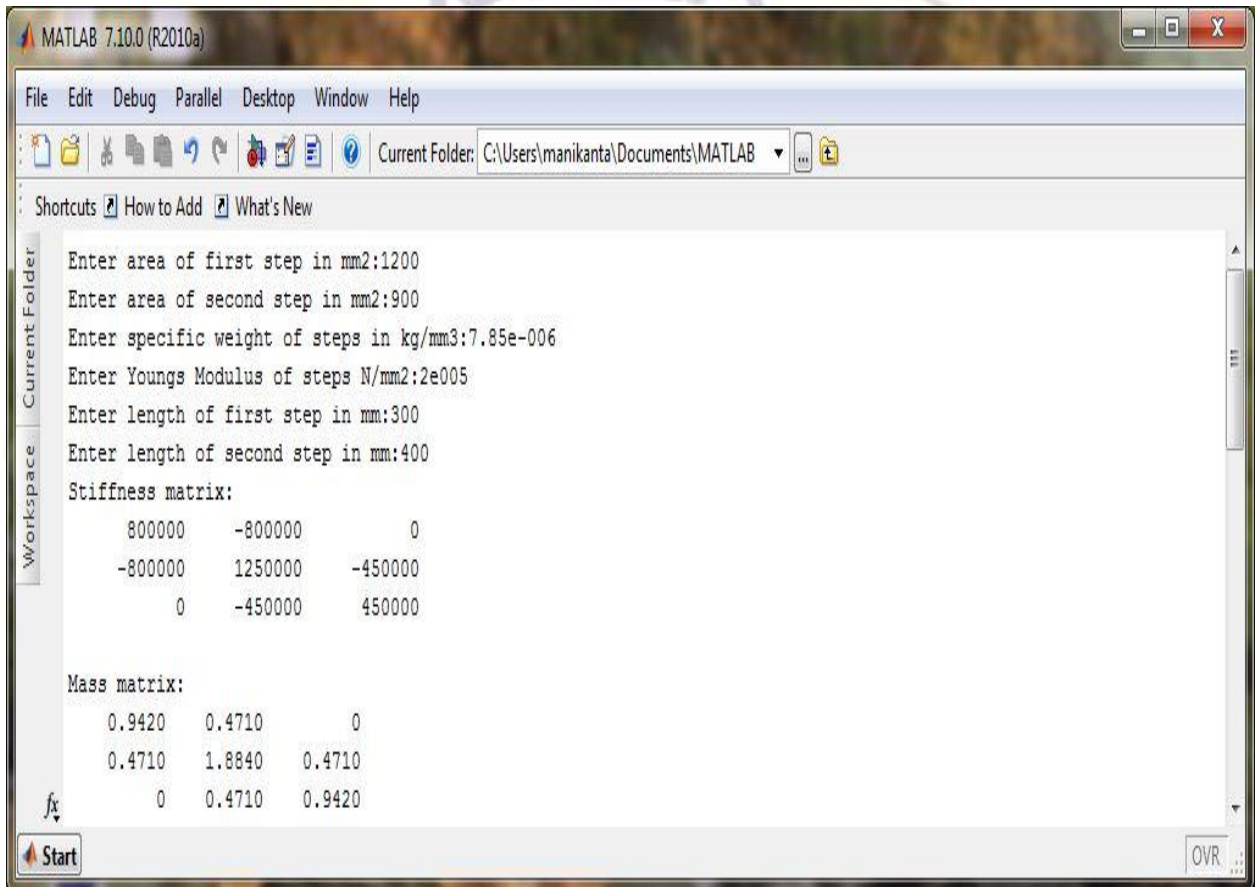 MATLAB 7.10.0 (R2010a)
File Edit Debug Parallel Desktop Window Help
Current Folder: C:\Users\manikanta\Documents\MATLAB ...
Shortcuts How to Add What's New
Current Folder
Workspace
Enter area of first step in mm2:1200
Enter area of second step in mm2:900
Enter specific weight of steps in kg/mm3:7.85e-006
Enter Youngs Modulus of steps N/mm2:2e005
Enter length of first step in mm:300
Enter length of second step in mm:400
Stiffness matrix:
800000 -800000 0
-800000 1250000 -450000
0 -450000 450000
Mass matrix:
0.9420 0.4710 0
0.4710 1.8840 0.4710
0 0.4710 0.9420
fx
Start
OVR